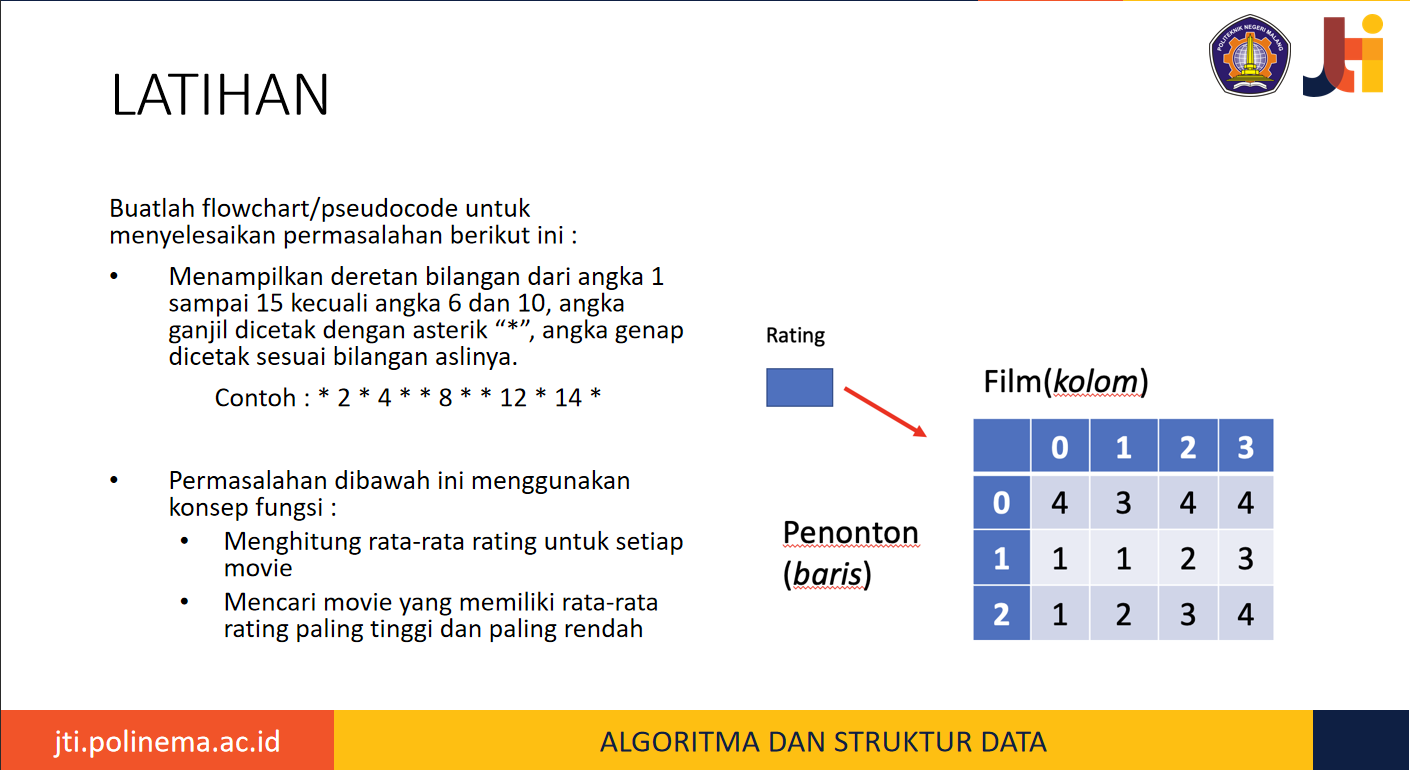 POLITEKNIK NEGERI MALANG
jti
LATIHAN
Buatlah flowchart/pseudocode untuk
menyelesaikan permasalahan berikut ini :
• Menampilkan deretan bilangan dari angka 1
sampai 15 kecuali angka 6 dan 10, angka
ganjil dicetak dengan asterik “*”, angka genap
dicetak sesuai bilangan aslinya.
Contoh : * 2 * 4 * * 8 * * 12 * 14 *
• Permasalahan dibawah ini menggunakan
konsep fungsi :
• Menghitung rata-rata rating untuk setiap
movie
• Mencari movie yang memiliki rata-rata
rating paling tinggi dan paling rendah
Rating
Film(kolom)
Penonton
(baris)
0 1 2 3
0 4 3 4 4
1 1 1 2 3
2 1 2 3 4
jti.polinema.ac.id
ALGORITMA DAN STRUKTUR DATA